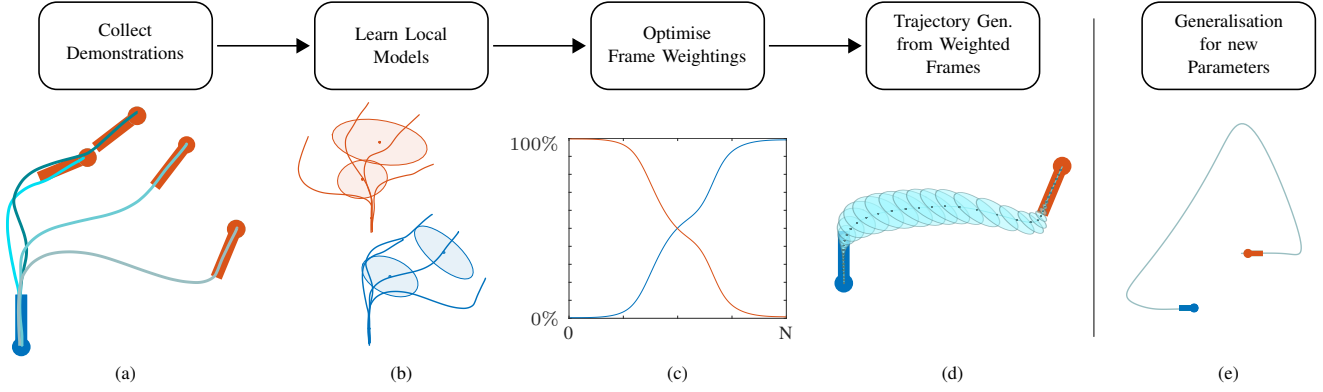 Collect
Demonstrations
Learn Local
Models
Optimise
Frame Weightings
Trajectory Gen.
from Weighted
Frames
Generalisation
for new
Parameters
100%
0%
0
N
(a)
(b)
(c)
(d)
(e)